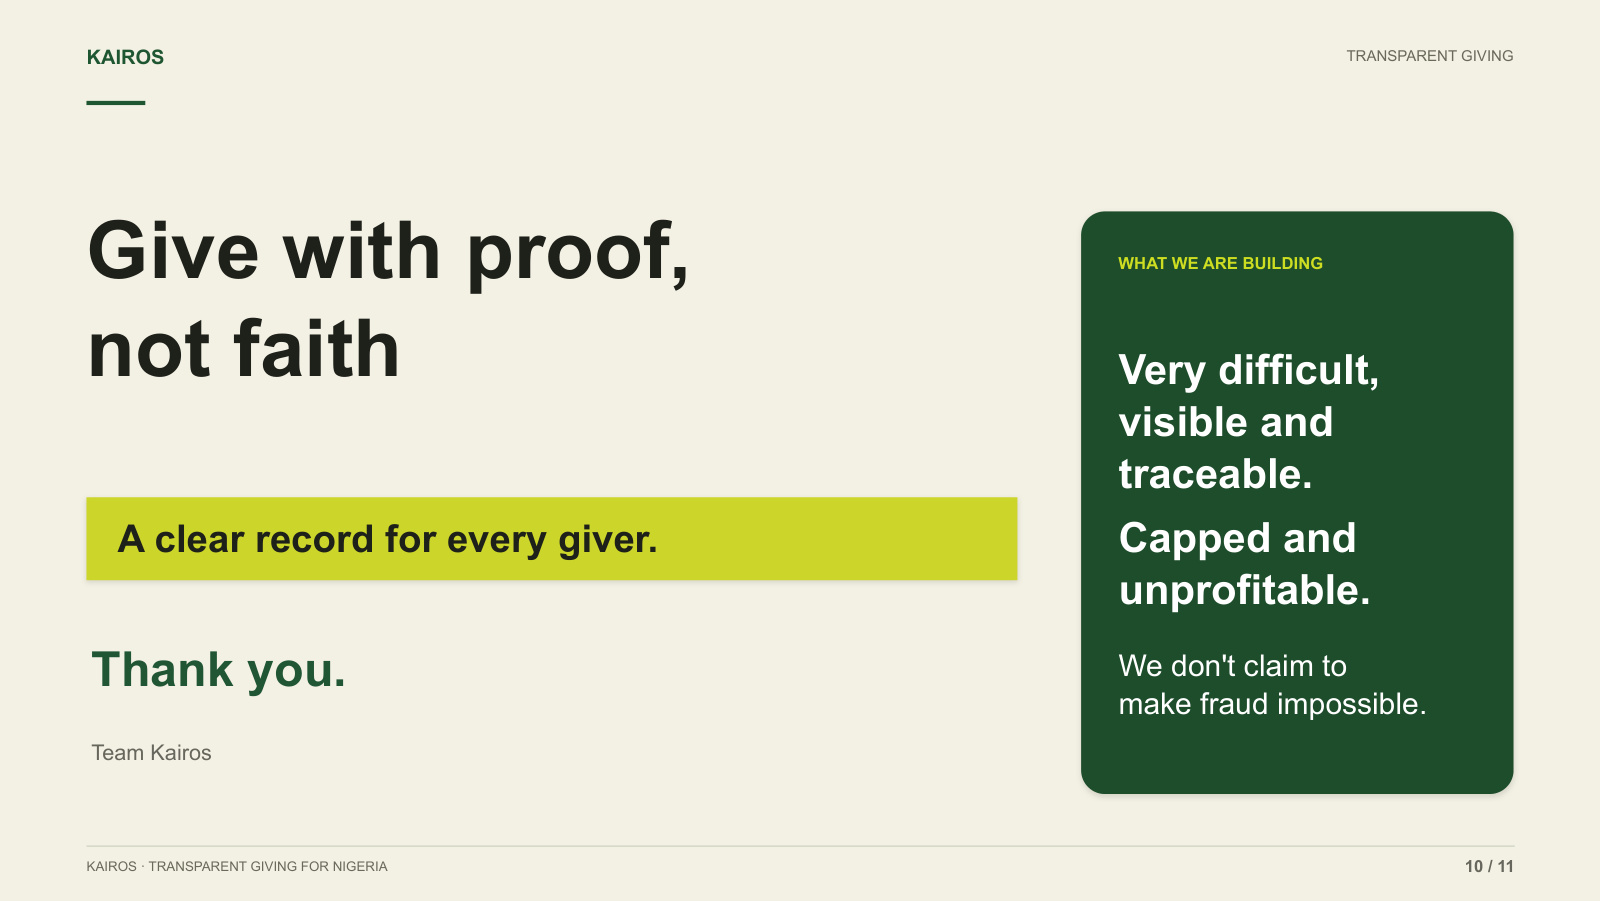 KAIROS
TRANSPARENT GIVING
Give with proof,
not faith
A clear record for every giver.
Thank you.
Team Kairos
WHAT WE ARE BUILDING
Very difficult,
visible and
traceable.
Capped and
unprofitable.
We don't claim to
make fraud impossible.
KAIROS · TRANSPARENT GIVING FOR NIGERIA
10 / 11